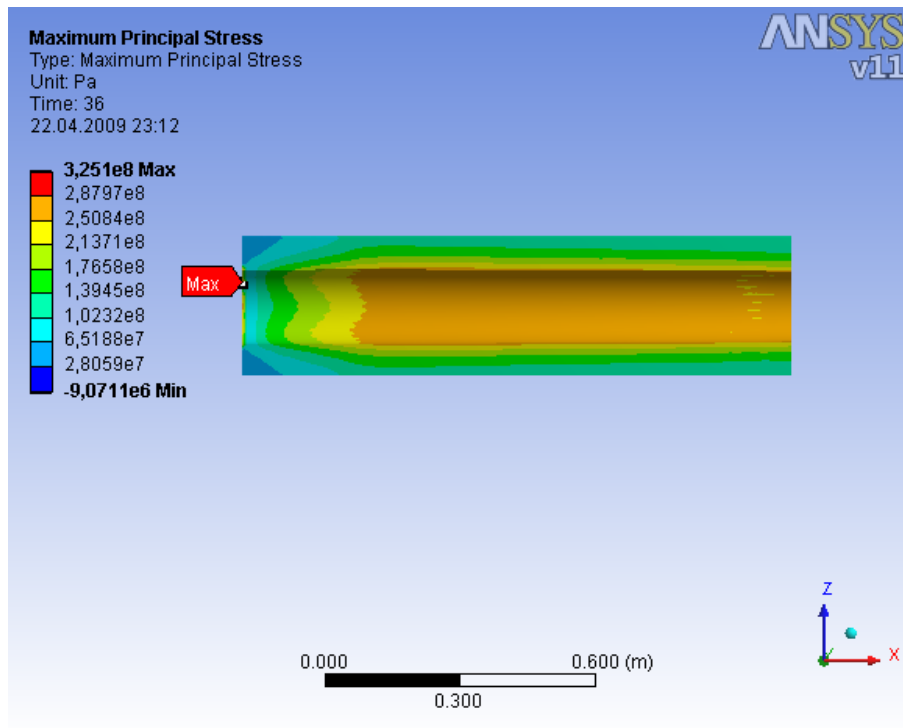 Maximum Principal Stress
Type: Maximum Principal Stress
Unit: Pa
Time: 36
22.04.2009 23:12
ANSYS
v11
3,251e8 Max
2,8797e8
2,5084e8
2,1371e8
1,7658e8
1,3945e8
1,0232e8
6,5188e7
2,8059e7
-9,0711e6 Min
Max
Z
Y
X
0.000
0.600 (m)
0.300